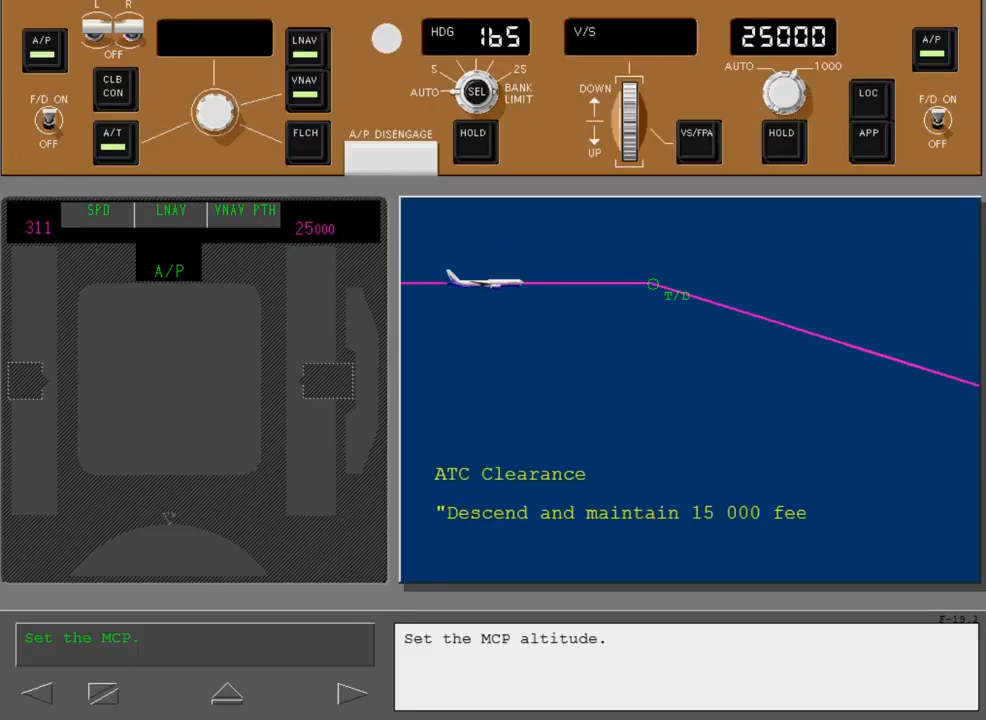 L R
OFF
A/P
F/D ON
OFF
CLB
CON
A/T
LNAV
VNAV
FLCH
A/P DISENGAGE
HDG 165
5 25
AUTO
SEL
BANK
LIMIT
HOLD
V/S
DOWN
UP
VS/FPA
25000
AUTO 1000
HOLD
LOC
APP
A/P
F/D ON
OFF
SPD LNAV VNAV PTH
311
25000
A/P
T/D
ATC Clearance
"Descend and maintain 15 000 fee
F-19.2
Set the MCP.
Set the MCP altitude.